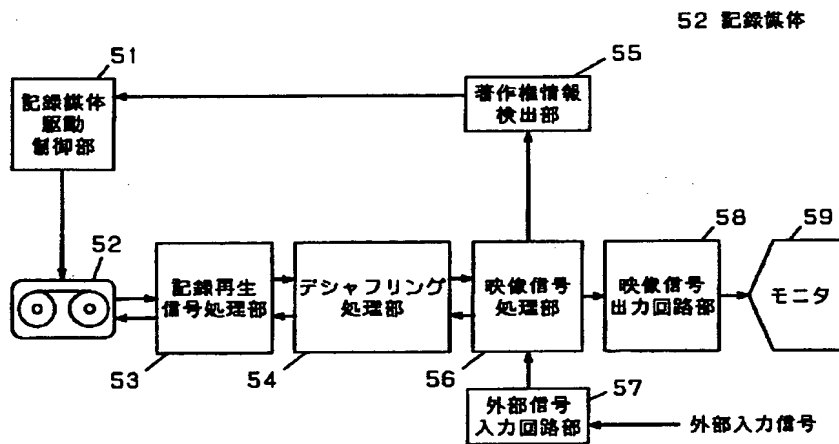 52 記録媒体
51
記録媒体
駆動
制御部
55
著作権情報
検出部
52
記録再生
信号処理部
53
デシャフリング
処理部
54
映像信号
処理部
56
58
映像信号
出力回路部
59
モニタ
57
外部信号
入力回路部
外部入力信号